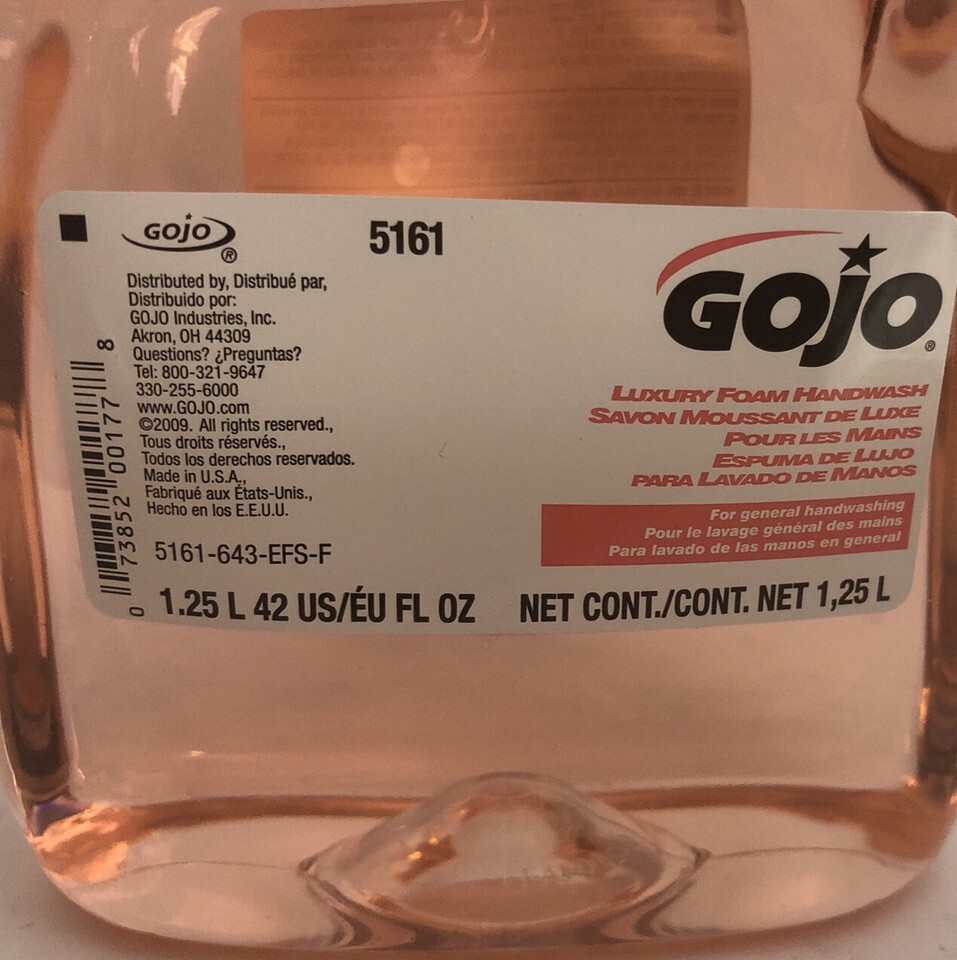 GOJO ®
5161
Distributed by, Distribué par,
Distribuido por:
GOJO Industries, Inc.
Akron, OH 44309
Questions? ¿Preguntas?
Tel: 800-321-9647
330-255-6000
www.GOJO.com
©2009. All rights reserved.,
Tous droits réservés.,
Todos los derechos reservados.
Made in U.S.A.,
Fabriqué aux États-Unis.,
Hecho en los E.E.U.U.
5161-643-EFS-F
0 73852 00177 8
1.25 L 42 US/ÉU FL OZ
GOJO®
LUXURY FOAM HANDWASH
SAVON MOUSSANT DE LUXE
POUR LES MAINS
ESPUMA DE LUJO
PARA LAVADO DE MANOS
For general handwashing
Pour le lavage général des mains
Para lavado de las manos en general
NET CONT./CONT. NET 1,25 L